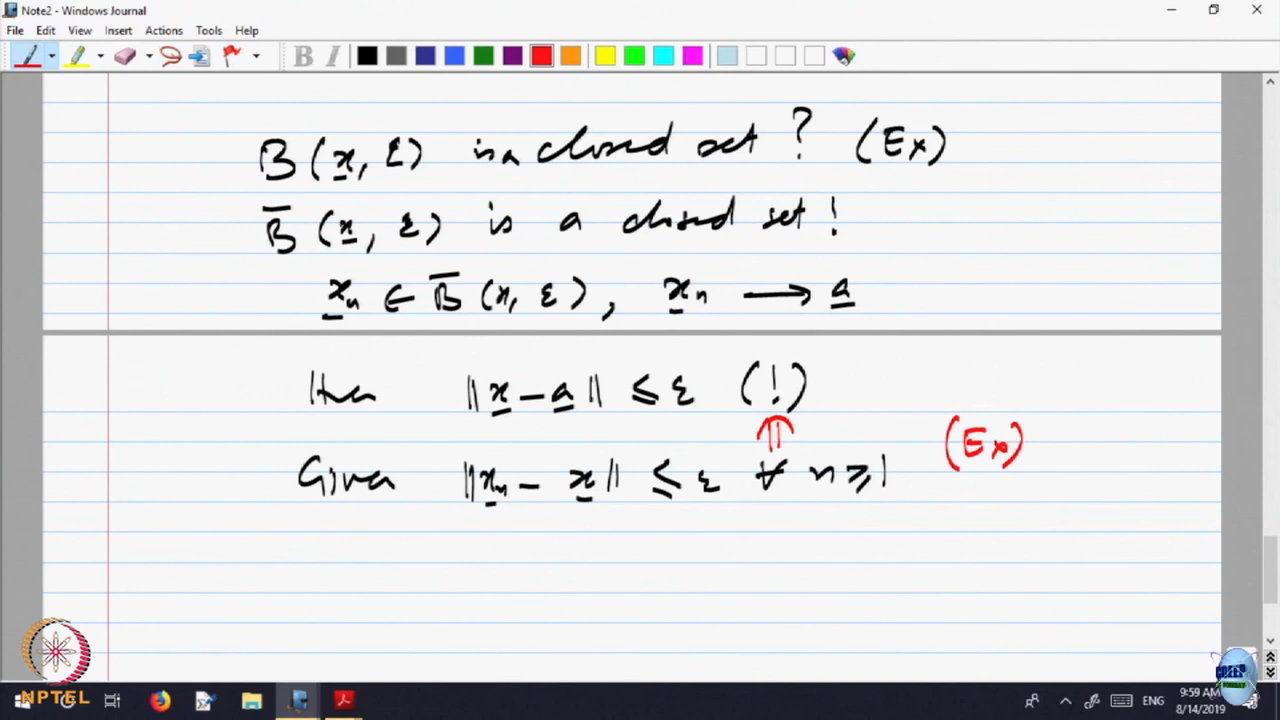 Note2 - Windows Journal
File Edit View Insert Actions Tools Help
B I
B (x, ε) is a closed set ? (Ex)
B̅ (x, ε) is a closed set !
xₙ ∈ B̅ (x, ε), xₙ ⟶ a
then ‖x - a‖ ≤ ε (!)
⇑
(Ex)
Given ‖xₙ - x‖ ≤ ε ∀ n ≥ 1
NPTEL
ENG
9:59 AM
8/14/2019